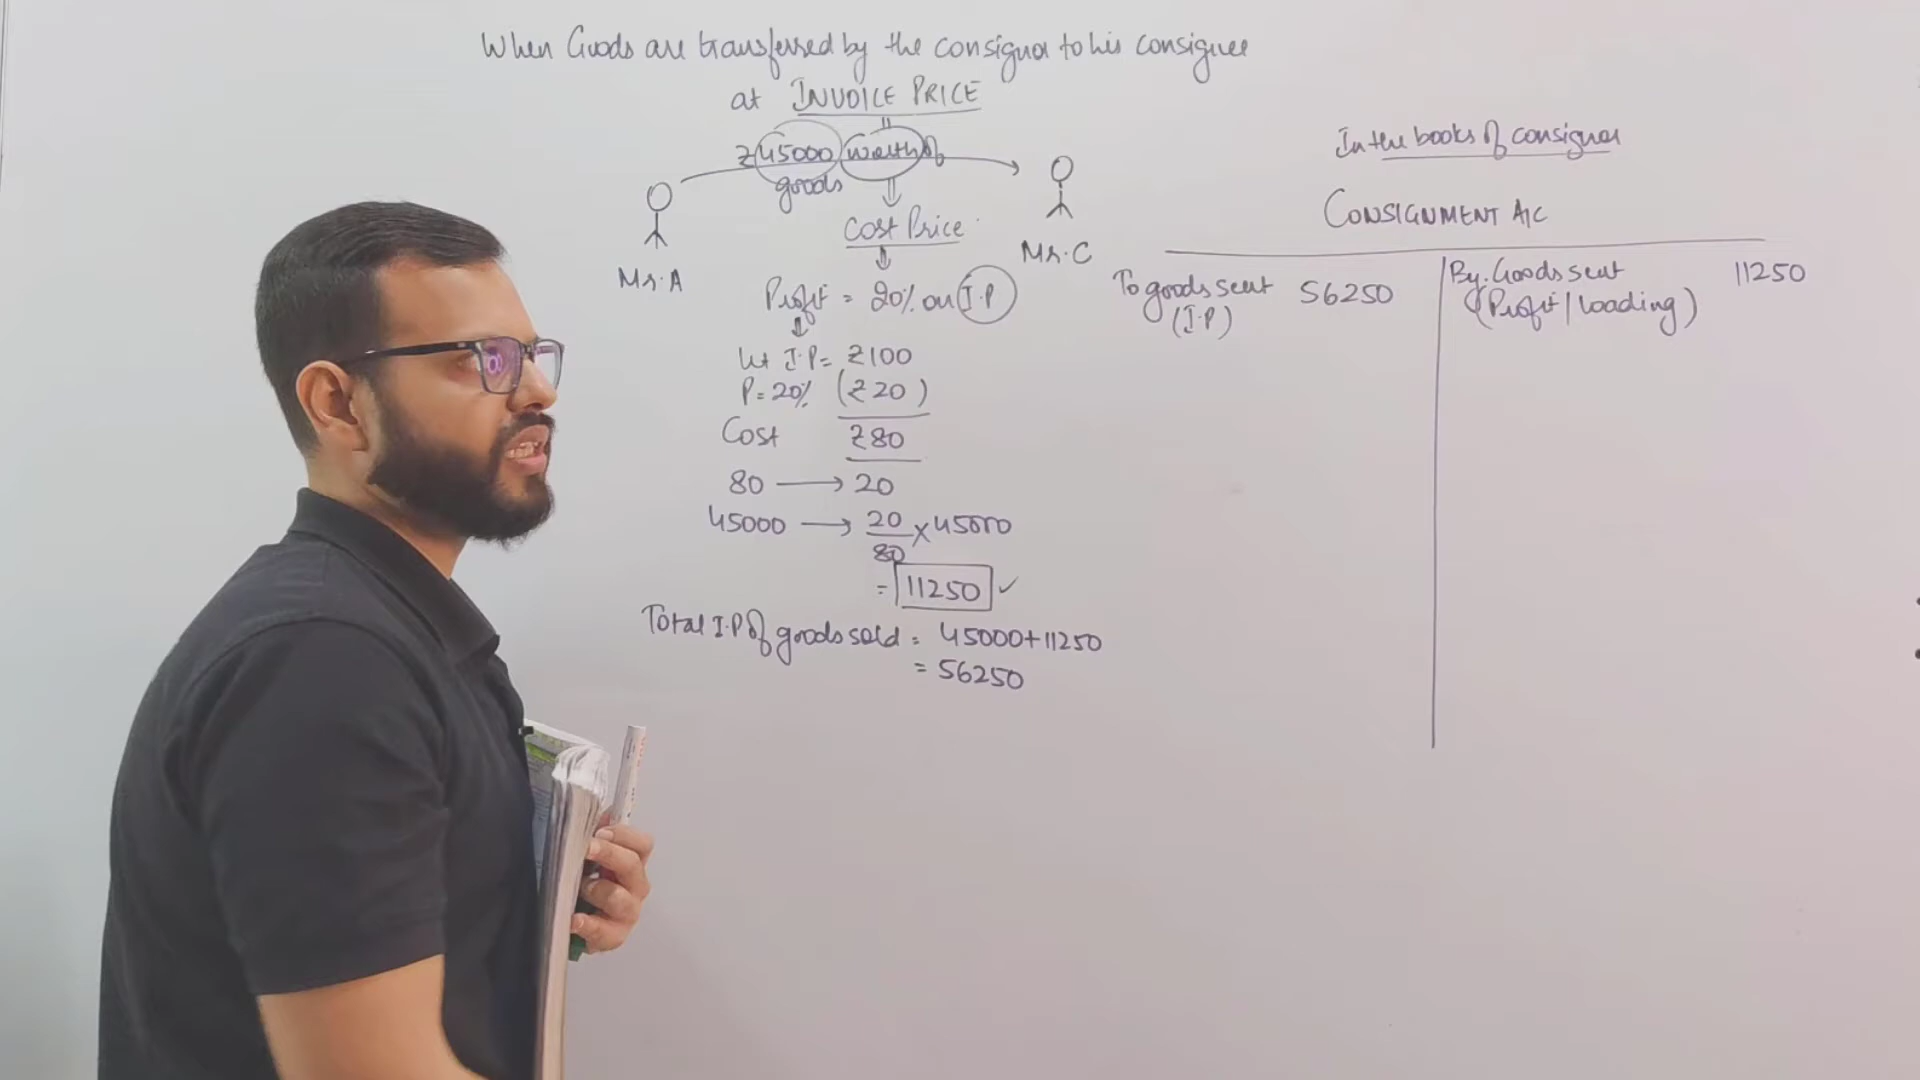 When Goods are transferred by the consignor to his consignee
at INVOICE PRICE
₹45000 worth of
goods
Cost Price
Mr. A
Mr. C
Profit = 20% on I.P
let I.P = ₹100
P = 20% (₹20)
Cost ₹80
80 → 20
45000 → 20/80 × 45000
= 11250 ✓
Total I.P of goods sold = 45000+11250
= 56250
In the books of consignor
CONSIGNMENT A/C
To goods sent 56250
(I.P)
By. Goods sent 11250
(Profit/loading)